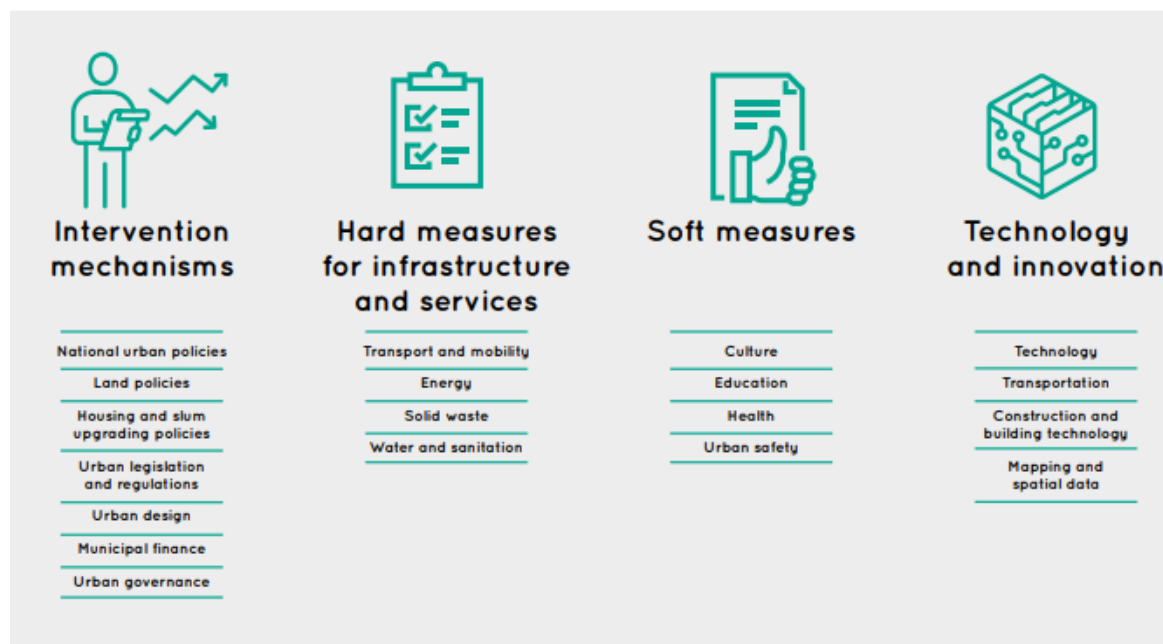 Intervention
mechanisms
National urban policies
Land policies
Housing and slum
upgrading policies
Urban legislation
and regulations
Urban design
Municipal finance
Urban governance
Hard measures
for infrastructure
and services
Transport and mobility
Energy
Solid waste
Water and sanitation
Soft measures
Culture
Education
Health
Urban safety
Technology
and innovation
Technology
Transportation
Construction and
building technology
Mapping and
spatial data